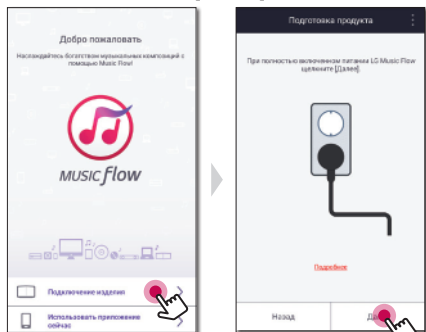 Добро пожаловать
Наслаждайтесь богатством музыкальных композиций с
помощью Music Flow!
MUSIC flow
Подключение изделия
Использовать приложение
сейчас
Подготовка продукта
При полностью включенном питании LG Music Flow
щелкните [Далее].
Подробнее
Назад